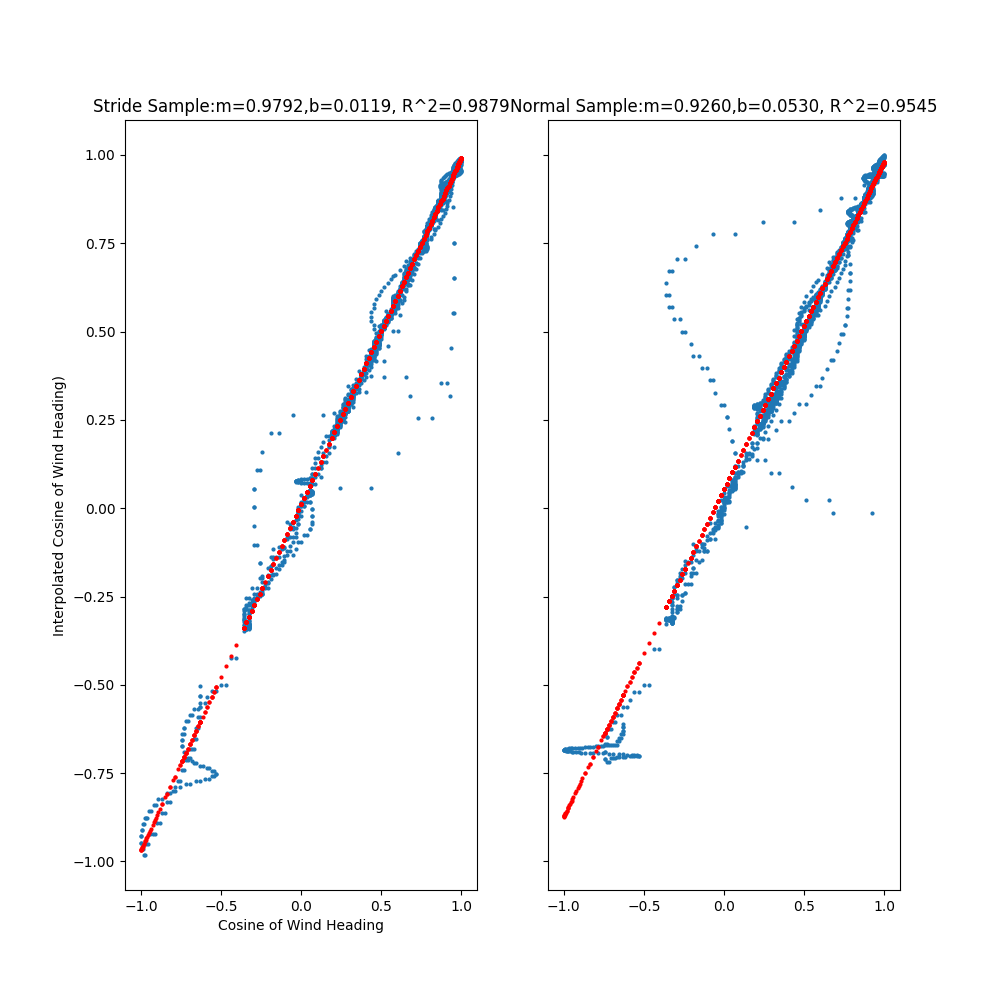 Stride Sample:m=0.9792,b=0.0119, R^2=0.9879
Normal Sample:m=0.9260,b=0.0530, R^2=0.9545
1.00
0.75
0.50
0.25
0.00
−0.25
−0.50
−0.75
−1.00
Interpolated Cosine of Wind Heading)
−1.0 −0.5 0.0 0.5 1.0
Cosine of Wind Heading
−1.0 −0.5 0.0 0.5 1.0